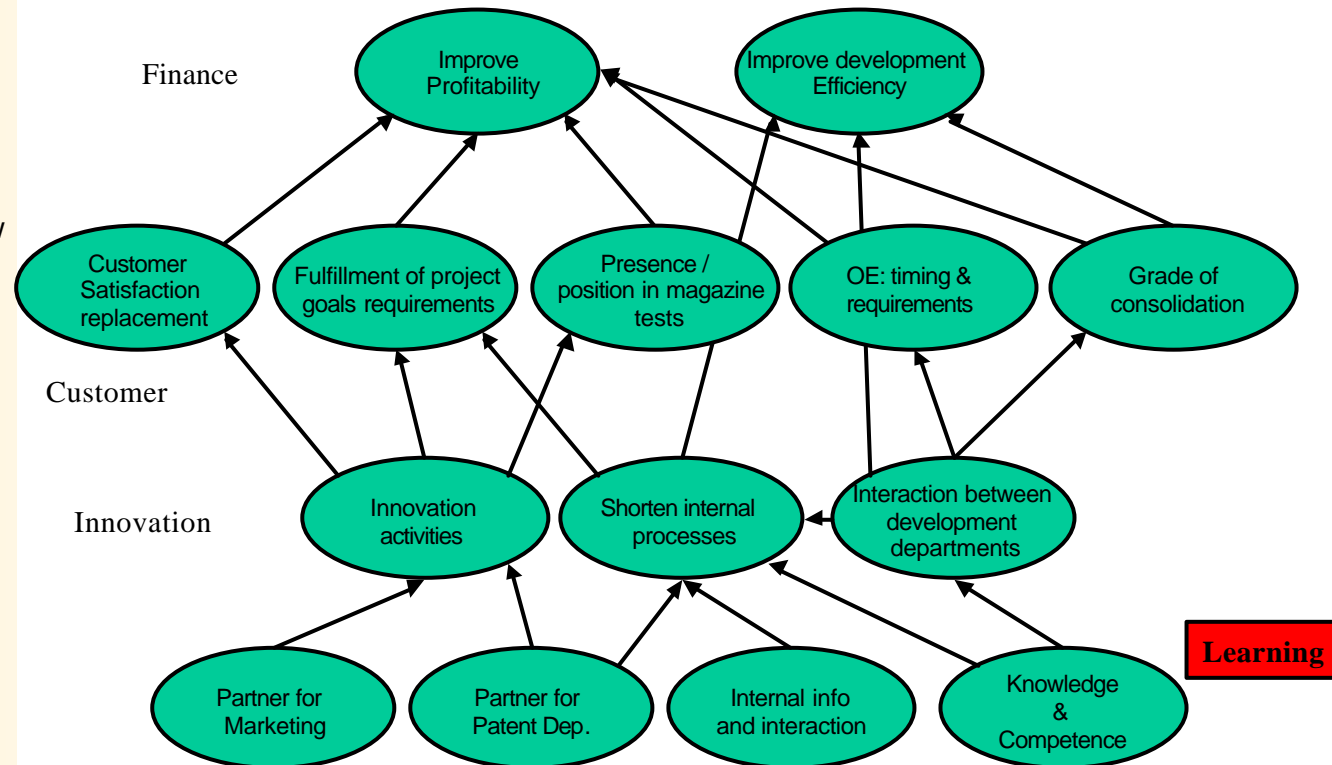 Finance
Improve
Profitability
Improve development
Efficiency
/
Customer
Satisfaction
replacement
Fulfillment of project
goals requirements
Presence /
position in magazine
tests
OE: timing &
requirements
Grade of
consolidation
Customer
Innovation
Innovation
activities
Shorten internal
processes
Interaction between
development
departments
Learning
Partner for
Marketing
Partner for
Patent Dep.
Internal info
and interaction
Knowledge
&
Competence